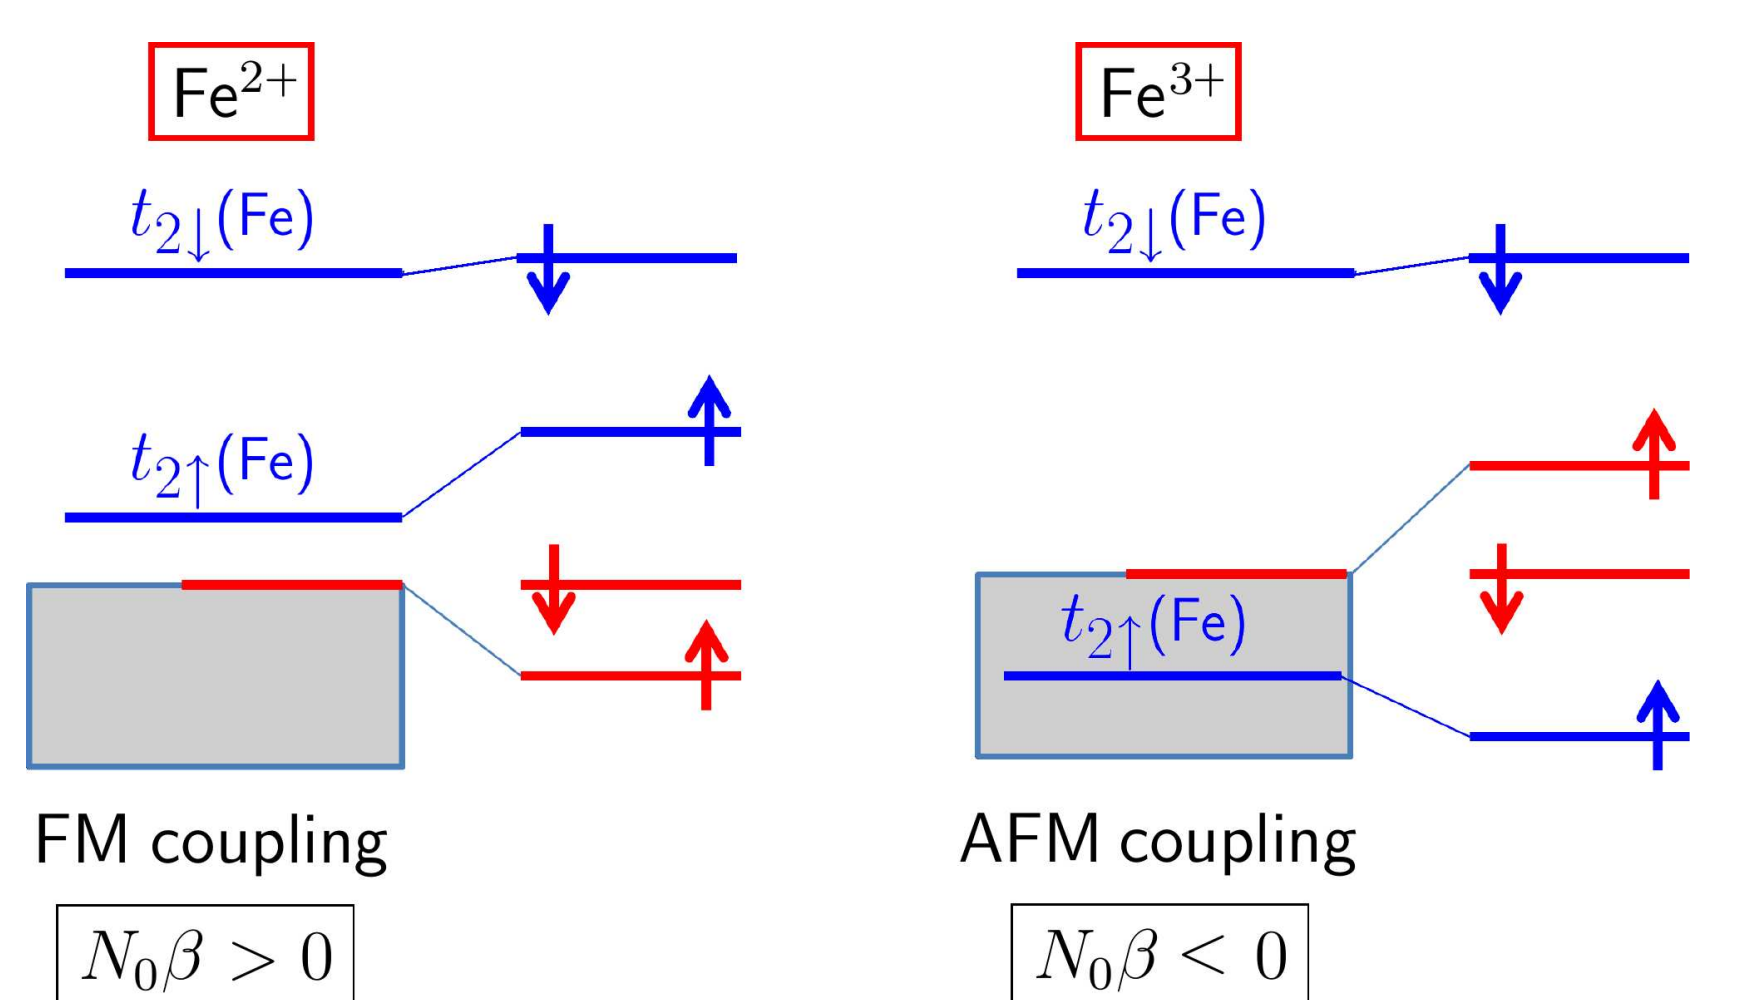 Fe²⁺
t₂↓(Fe)
t₂↑(Fe)
FM coupling
N₀β > 0
Fe³⁺
t₂↓(Fe)
t₂↑(Fe)
AFM coupling
N₀β < 0